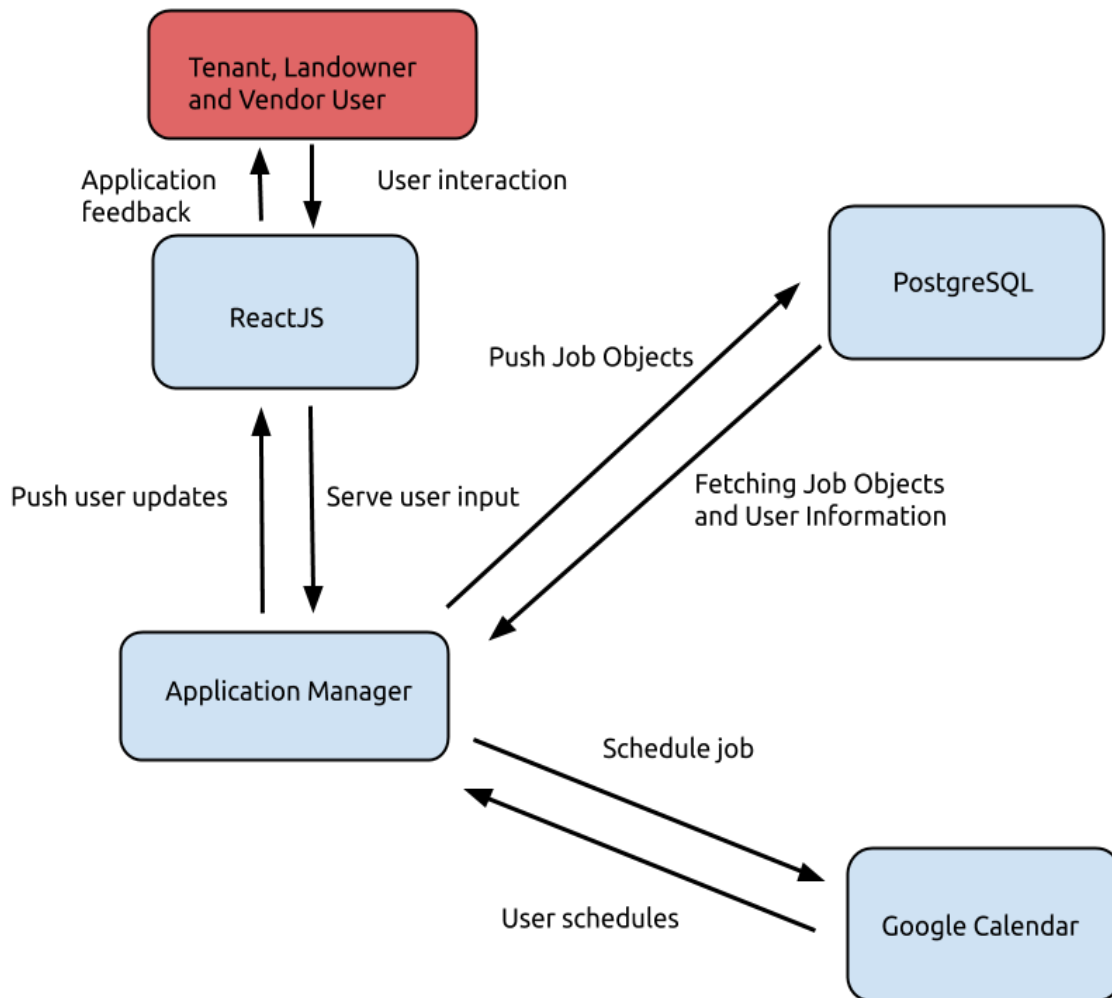 Tenant, Landowner
and Vendor User
Application
feedback
User interaction
ReactJS
PostgreSQL
Push Job Objects
Push user updates
Serve user input
Fetching Job Objects
and User Information
Application Manager
Schedule job
User schedules
Google Calendar